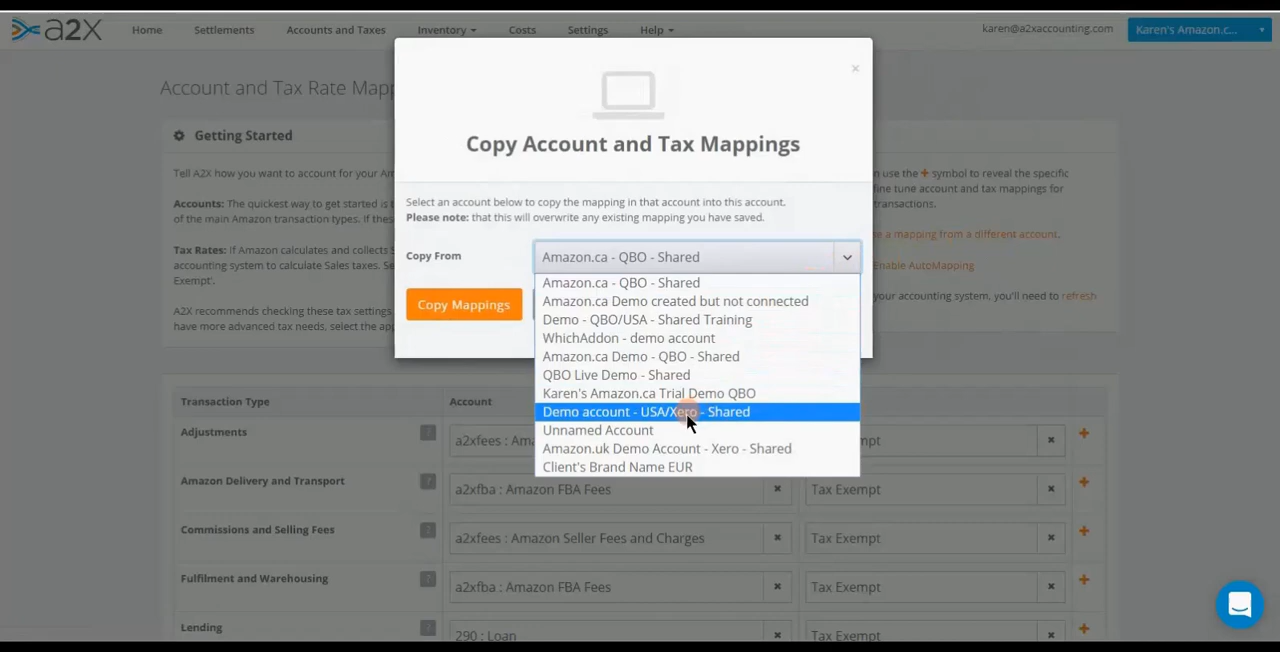 a2x
Home
Settlements
Accounts and Taxes
Inventory
Costs
Settings
Help
karen@a2xaccounting.com
Karen's Amazon.c...
×
Account and Tax Rate Mapp
Getting Started
Copy Account and Tax Mappings
Tell A2X how you want to account for your Am
Accounts: The quickest way to get started is t
of the main Amazon transaction types. If these
Tax Rates: If Amazon calculates and collects S
accounting system to calculate Sales taxes. Se
Exempt'.
A2X recommends checking these tax settings
have more advanced tax needs, select the app
n use the + symbol to reveal the specific
fine tune account and tax mappings for
transactions.
e a mapping from a different account.
Enable AutoMapping
your accounting system, you'll need to refresh
Select an account below to copy the mapping in that account into this account.
Please note: that this will overwrite any existing mapping you have saved.
Copy From
Amazon.ca - QBO - Shared
Copy Mappings
Amazon.ca - QBO - Shared
Amazon.ca Demo created but not connected
Demo - QBO/USA - Shared Training
WhichAddon - demo account
Amazon.ca Demo - QBO - Shared
QBO Live Demo - Shared
Karen's Amazon.ca Trial Demo QBO
Demo account - USA/Xero - Shared
Unnamed Account
Amazon.uk Demo Account - Xero - Shared
Client's Brand Name EUR
Transaction Type
Account
Adjustments
?
a2xfees : Am
mpt
×
+
Amazon Delivery and Transport
?
a2xfba : Amazon FBA Fees
×
Tax Exempt
×
+
Commissions and Selling Fees
?
a2xfees : Amazon Seller Fees and Charges
×
Tax Exempt
×
+
Fulfilment and Warehousing
?
a2xfba : Amazon FBA Fees
×
Tax Exempt
×
+
Lending
?
290 : Loan
×
Tax Exempt
×
+